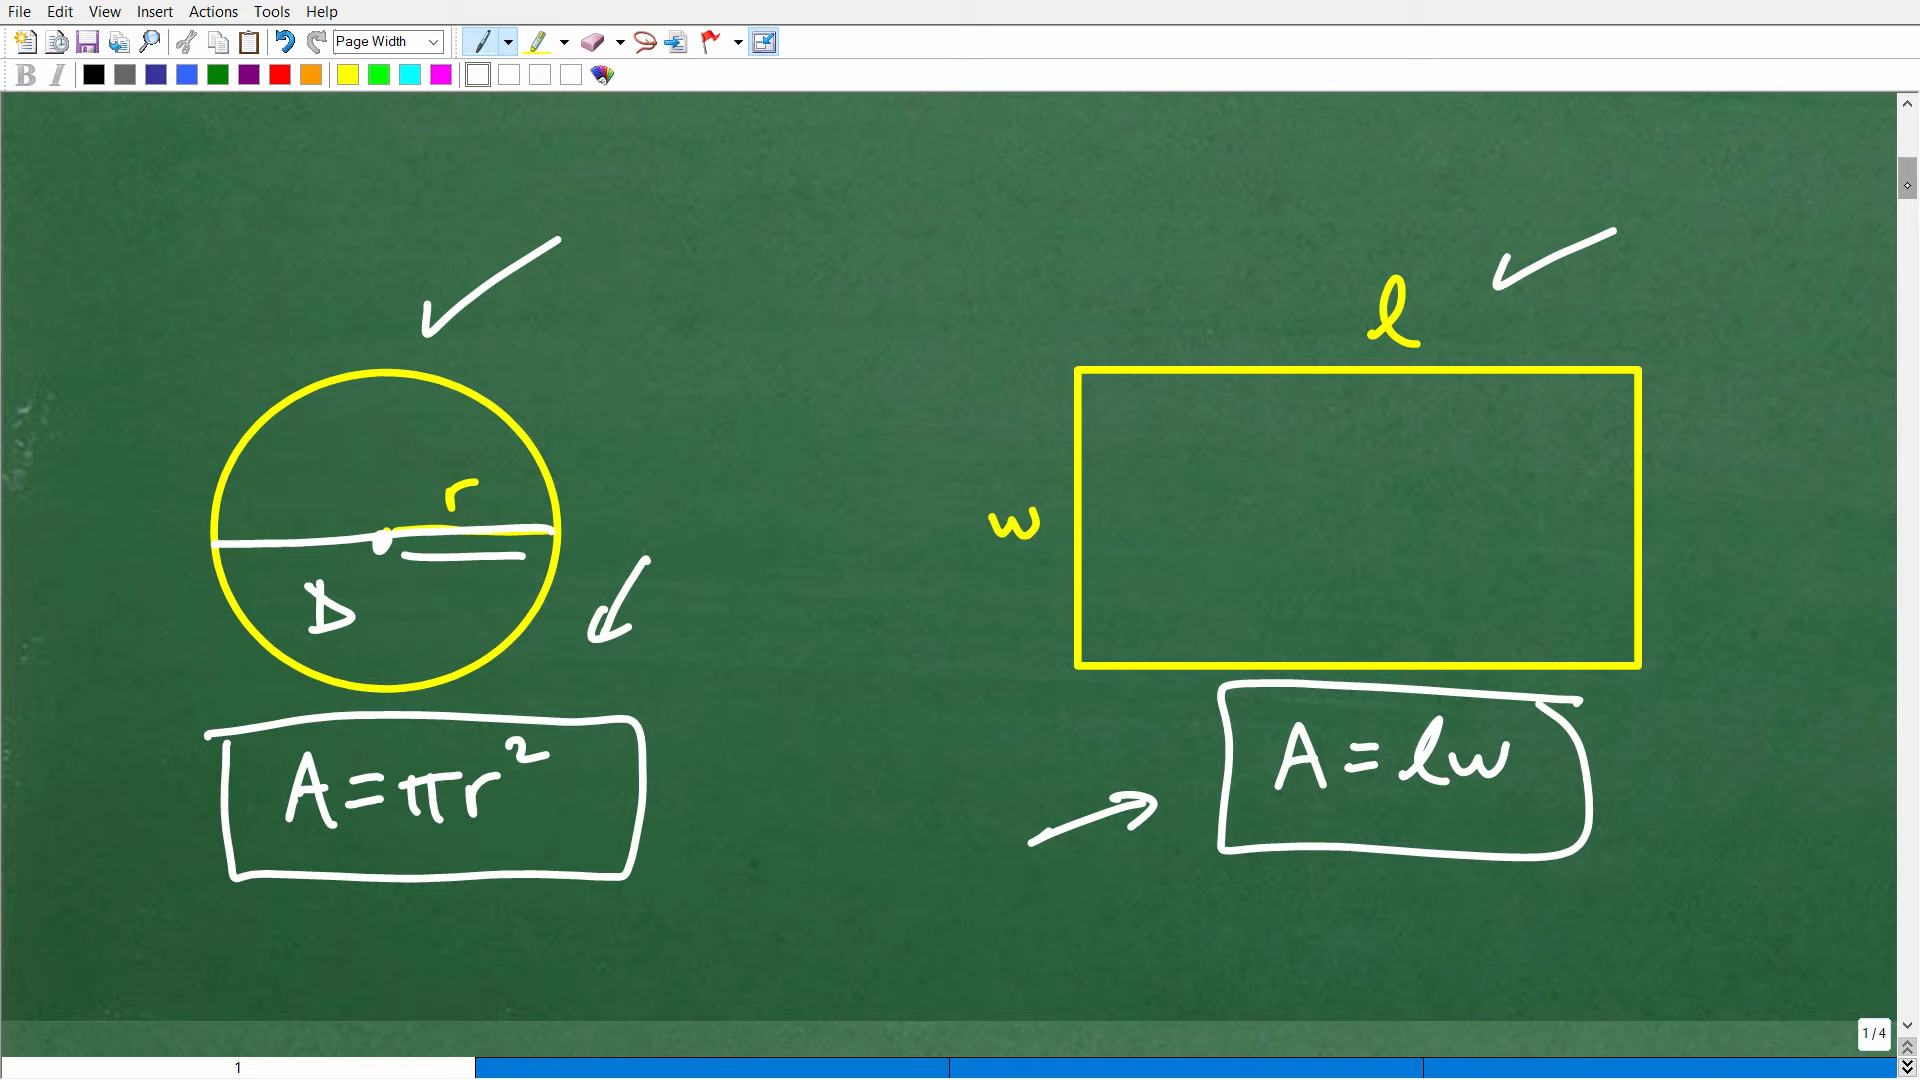 File Edit View Insert Actions Tools Help
Page Width
B I
l
r
w
D
A = πr²
A = lw
1 / 4
1